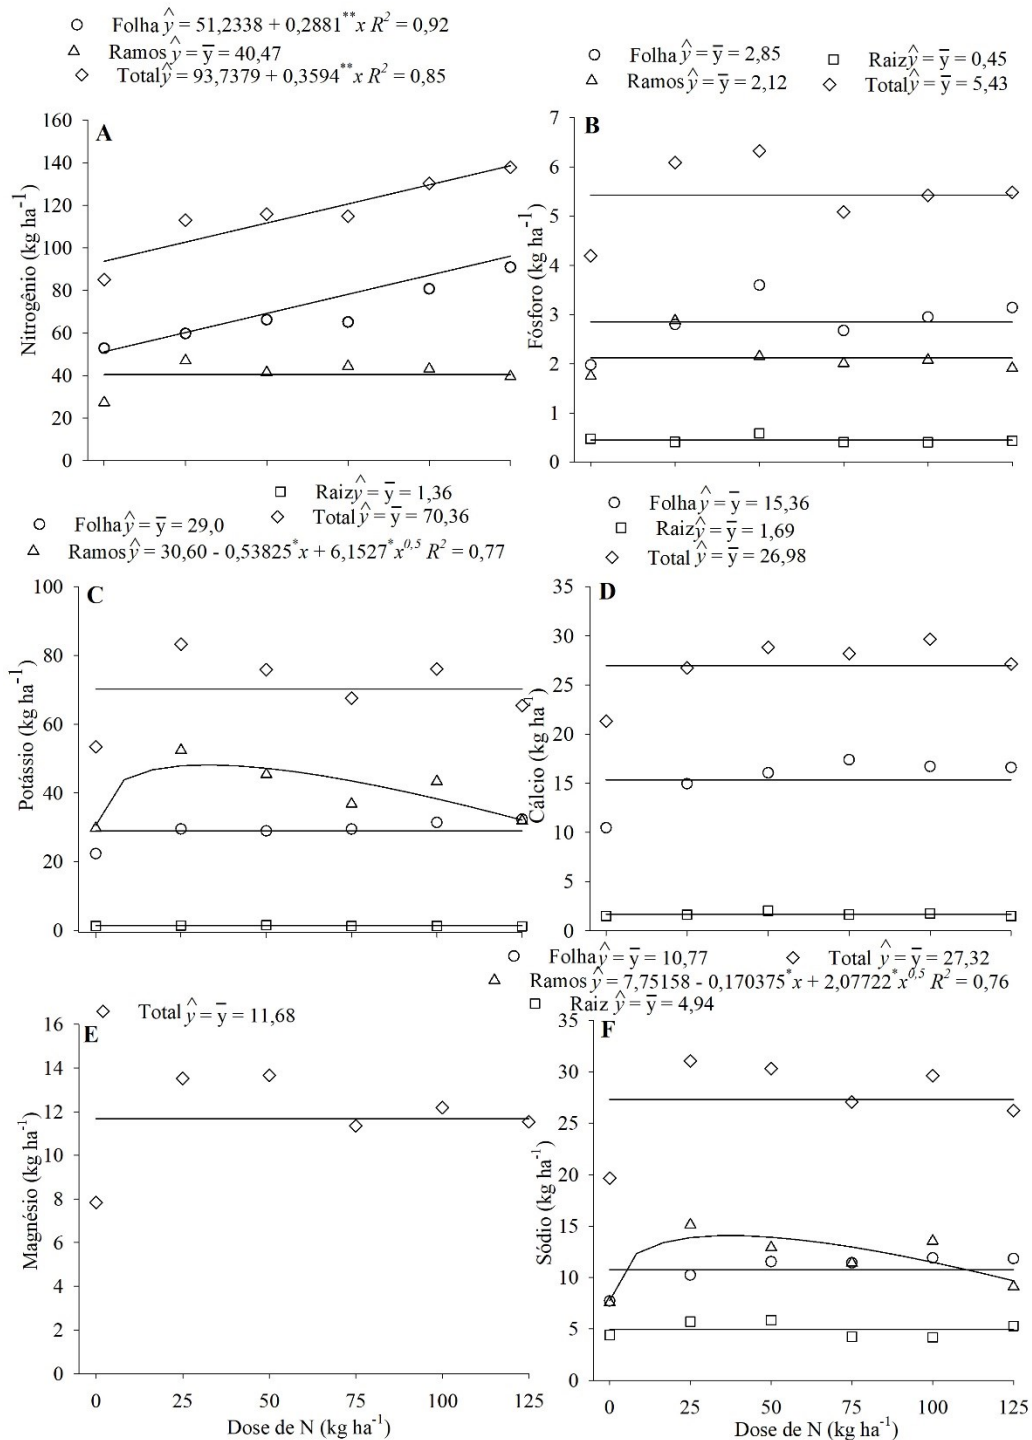 Folha ŷ = 51,2338 + 0,2881**x R² = 0,92
Ramos ŷ = ȳ = 40,47
Total ŷ = 93,7379 + 0,3594**x R² = 0,85
A
Nitrogênio (kg ha⁻¹)
160
140
120
100
80
60
40
20
0
Folha ŷ = ȳ = 2,85 Raiz ŷ = ȳ = 0,45
Ramos ŷ = ȳ = 2,12 Total ŷ = ȳ = 5,43
B
Fósforo (kg ha⁻¹)
7
6
5
4
3
2
1
0
Raiz ŷ = ȳ = 1,36
Folha ŷ = ȳ = 29,0 Total ŷ = ȳ = 70,36
Ramos ŷ = 30,60 - 0,53825*x + 6,1527*x⁰,⁵ R² = 0,77
C
Potássio (kg ha⁻¹)
100
80
60
40
20
0
Folha ŷ = ȳ = 15,36
Raiz ŷ = ȳ = 1,69
Total ŷ = ȳ = 26,98
D
Cálcio (kg ha⁻¹)
35
30
25
20
15
10
5
0
Total ŷ = ȳ = 11,68
E
Magnésio (kg ha⁻¹)
16
14
12
10
8
6
4
2
0
0 25 50 75 100 125
Dose de N (kg ha⁻¹)
Folha ŷ = ȳ = 10,77 Total ŷ = ȳ = 27,32
Ramos ŷ = 7,75158 - 0,170375*x + 2,07722*x⁰,⁵ R² = 0,76
Raiz ŷ = ȳ = 4,94
F
Sódio (kg ha⁻¹)
35
30
25
20
15
10
5
0
0 25 50 75 100 125
Dose de N (kg ha⁻¹)